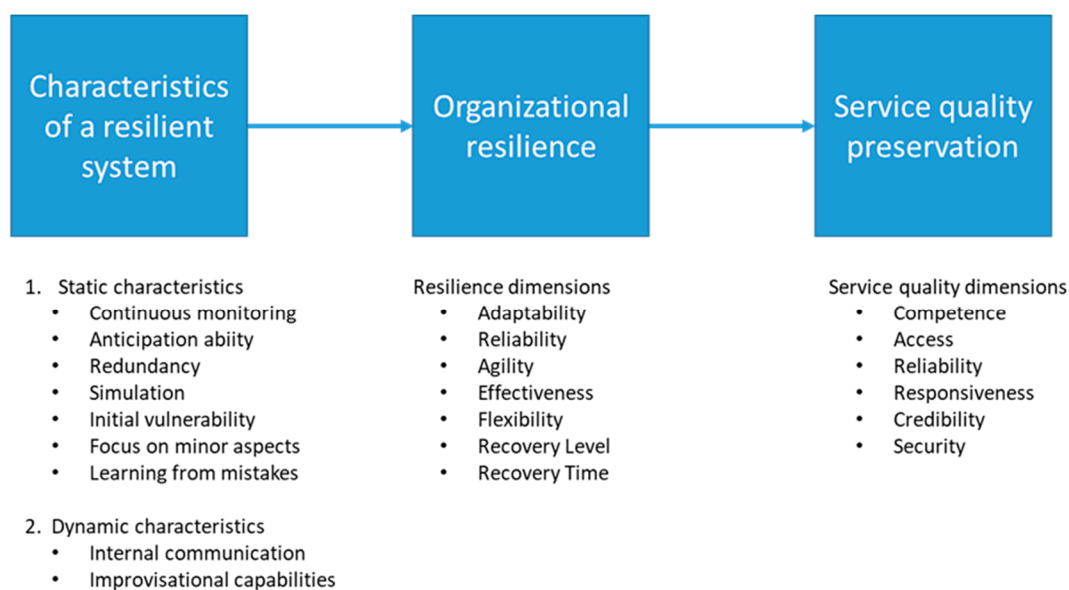 Characteristics
of a resilient
system
Organizational
resilience
Service quality
preservation
1. Static characteristics
• Continuous monitoring
• Anticipation abiity
• Redundancy
• Simulation
• Initial vulnerability
• Focus on minor aspects
• Learning from mistakes
2. Dynamic characteristics
• Internal communication
• Improvisational capabilities
Resilience dimensions
• Adaptability
• Reliability
• Agility
• Effectiveness
• Flexibility
• Recovery Level
• Recovery Time
Service quality dimensions
• Competence
• Access
• Reliability
• Responsiveness
• Credibility
• Security